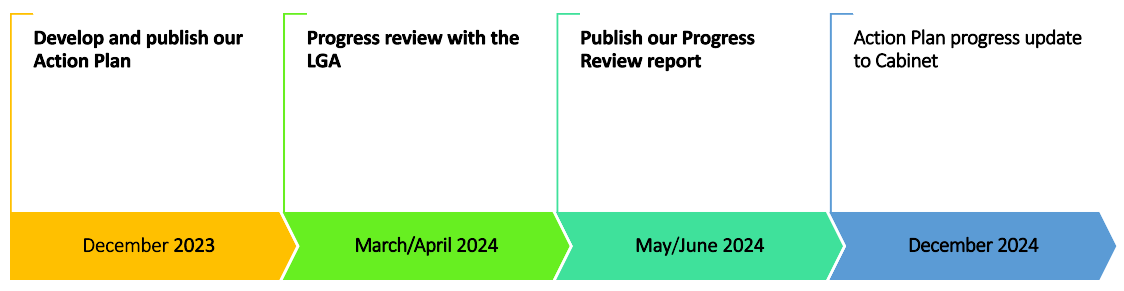 Develop and publish our
Action Plan
Progress review with the
LGA
Publish our Progress
Review report
Action Plan progress update
to Cabinet
December 2023
March/April 2024
May/June 2024
December 2024